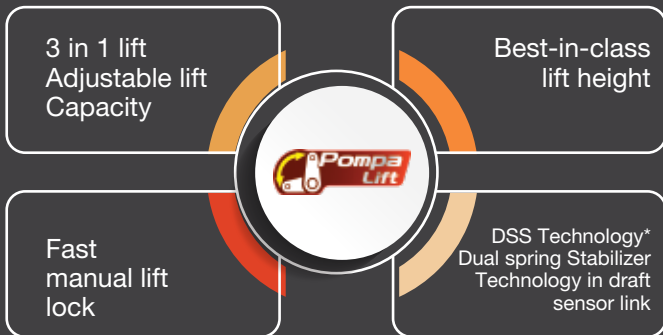 3 in 1 lift
Adjustable lift
Capacity
Best-in-class
lift height
Pompa
Lift
Fast
manual lift
lock
DSS Technology*
Dual spring Stabilizer
Technology in draft
sensor link